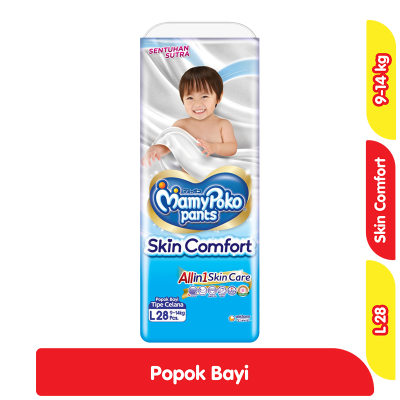 SENTUHAN
SUTRA
MamyPoko
pants
Skin Comfort
All in 1 Skin Care
Popok Bayi
Tipe Celana
L28 9-14kg
Pcs.
9-14 kg
Skin Comfort
L28
Popok Bayi